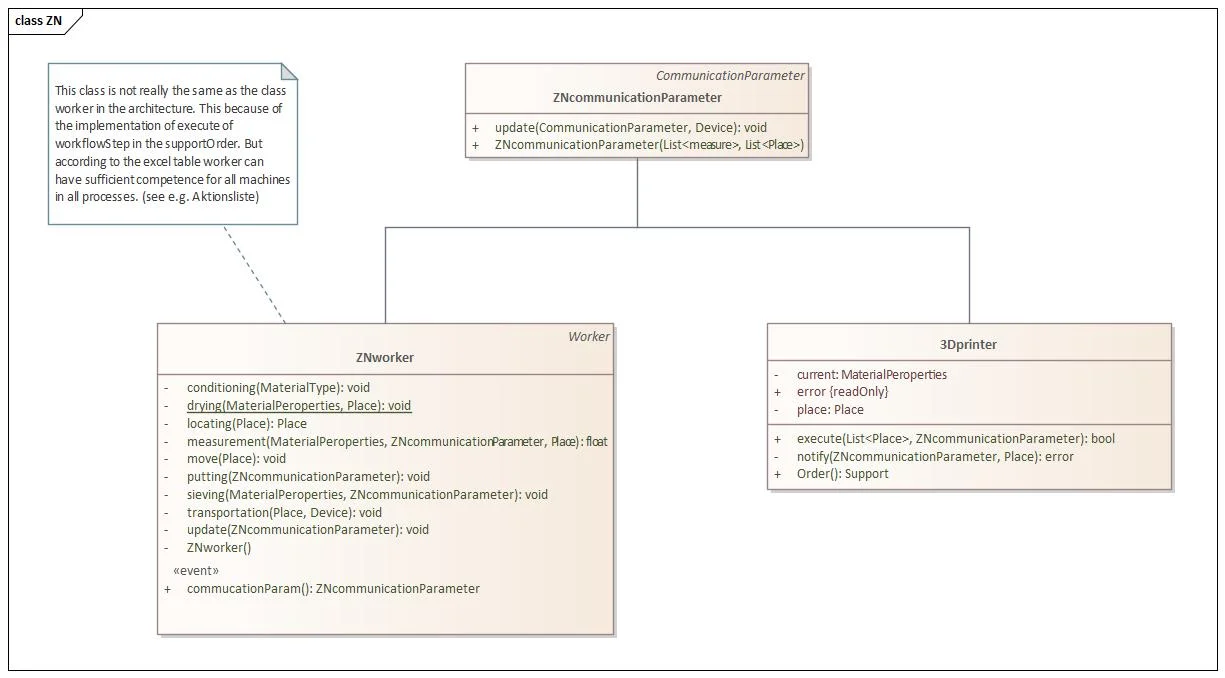 class ZN
This class is not really the same as the class
worker in the architecture. This because of
the implementation of execute of
workflowStep in the supportOrder. But
according to the excel table worker can
have sufficient competence for all machines
in all processes. (see e.g. Aktionsliste)
CommunicationParameter
ZNcommunicationParameter
+ update(CommunicationParameter, Device): void
+ ZNcommunicationParameter(List<measure>, List<Place>)
Worker
ZNworker
- conditioning(MaterialType): void
- drying(MaterialPeroperties, Place): void
- locating(Place): Place
- measurement(MaterialPeroperties, ZNcommunicationParameter, Place): float
- move(Place): void
- putting(ZNcommunicationParameter): void
- sieving(MaterialPeroperties, ZNcommunicationParameter): void
- transportation(Place, Device): void
- update(ZNcommunicationParameter): void
- ZNworker()
«event»
+ commucationParam(): ZNcommunicationParameter
3Dprinter
- current: MaterialPeroperties
+ error {readOnly}
- place: Place
+ execute(List<Place>, ZNcommunicationParameter): bool
- notify(ZNcommunicationParameter, Place): error
+ Order(): Support